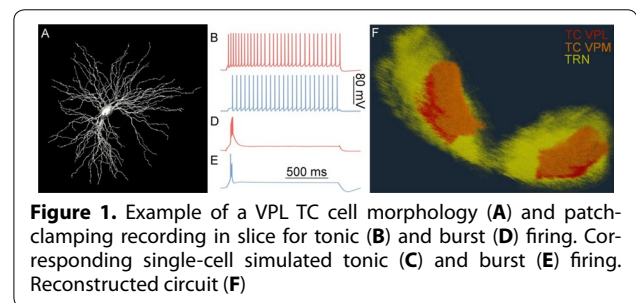 A
B
80 mV
D
E
500 ms
F
TC VPL
TC VPM
TRN
Figure 1. Example of a VPL TC cell morphology (A) and patch-
clamping recording in slice for tonic (B) and burst (D) firing. Cor-
responding single-cell simulated tonic (C) and burst (E) firing.
Reconstructed circuit (F)